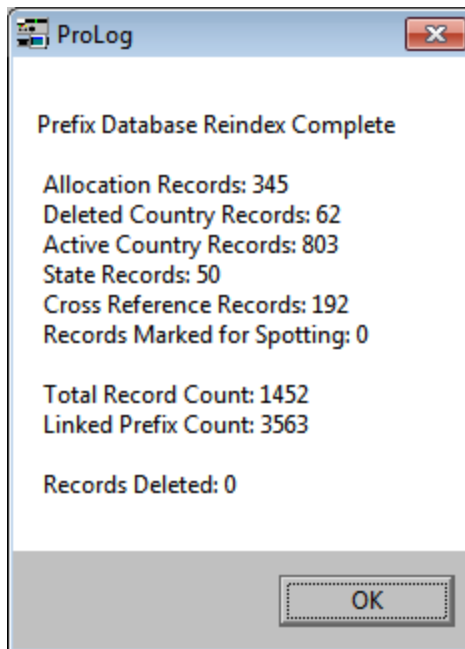 ProLog
Prefix Database Reindex Complete
Allocation Records: 345
Deleted Country Records: 62
Active Country Records: 803
State Records: 50
Cross Reference Records: 192
Records Marked for Spotting: 0
Total Record Count: 1452
Linked Prefix Count: 3563
Records Deleted: 0
OK